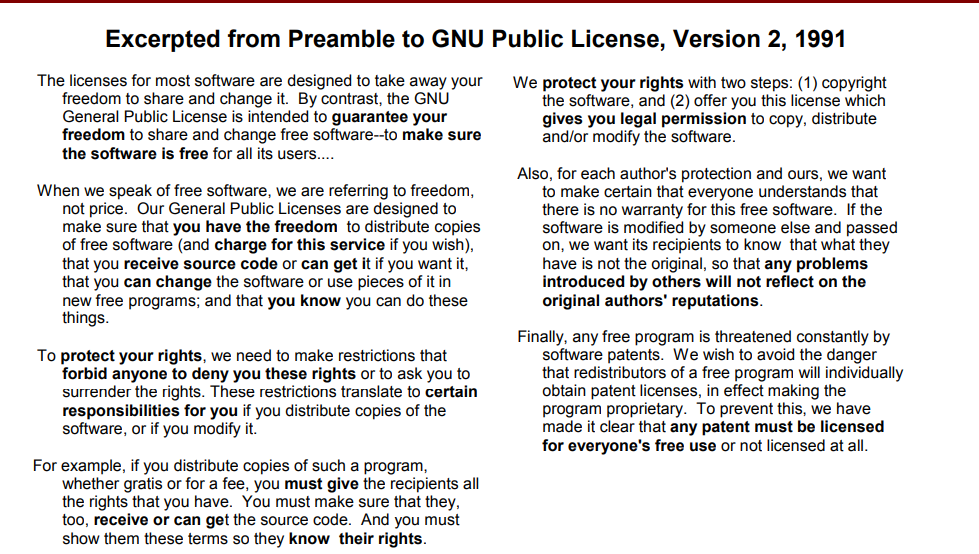 Excerpted from Preamble to GNU Public License, Version 2, 1991
The licenses for most software are designed to take away your
freedom to share and change it.  By contrast, the GNU
General Public License is intended to guarantee your
freedom to share and change free software--to make sure
the software is free for all its users....
When we speak of free software, we are referring to freedom,
not price.  Our General Public Licenses are designed to
make sure that you have the freedom  to distribute copies
of free software (and charge for this service if you wish),
that you receive source code or can get it if you want it,
that you can change the software or use pieces of it in
new free programs; and that you know you can do these
things.
To protect your rights, we need to make restrictions that
forbid anyone to deny you these rights or to ask you to
surrender the rights. These restrictions translate to certain
responsibilities for you if you distribute copies of the
software, or if you modify it.
For example, if you distribute copies of such a program,
whether gratis or for a fee, you must give the recipients all
the rights that you have.  You must make sure that they,
too, receive or can get the source code.  And you must
show them these terms so they know  their rights.
We protect your rights with two steps: (1) copyright
the software, and (2) offer you this license which
gives you legal permission to copy, distribute
and/or modify the software.
Also, for each author's protection and ours, we want
to make certain that everyone understands that
there is no warranty for this free software.  If the
software is modified by someone else and passed
on, we want its recipients to know  that what they
have is not the original, so that any problems
introduced by others will not reflect on the
original authors' reputations.
Finally, any free program is threatened constantly by
software patents.  We wish to avoid the danger
that redistributors of a free program will individually
obtain patent licenses, in effect making the
program proprietary.  To prevent this, we have
made it clear that any patent must be licensed
for everyone's free use or not licensed at all.